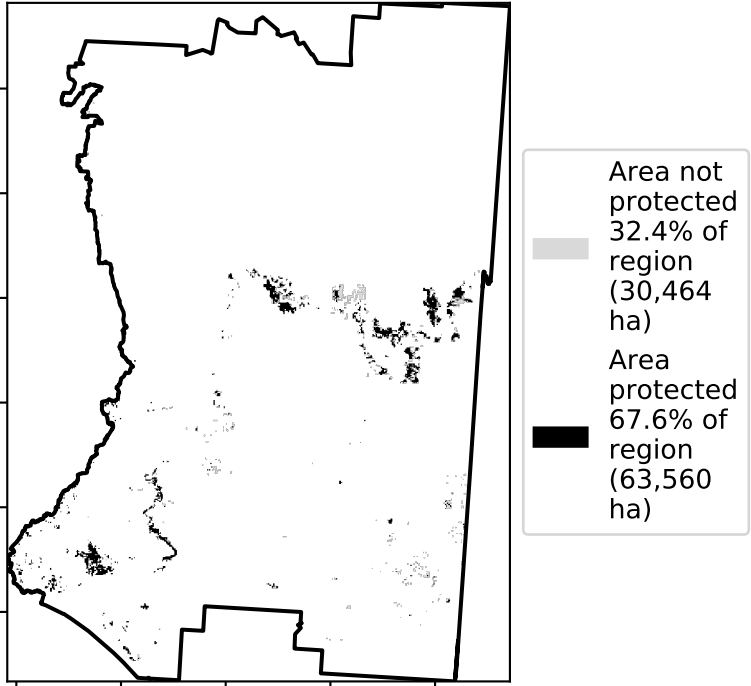 Area not
protected
32.4% of
region
(30,464
ha)
Area
protected
67.6% of
region
(63,560
ha)